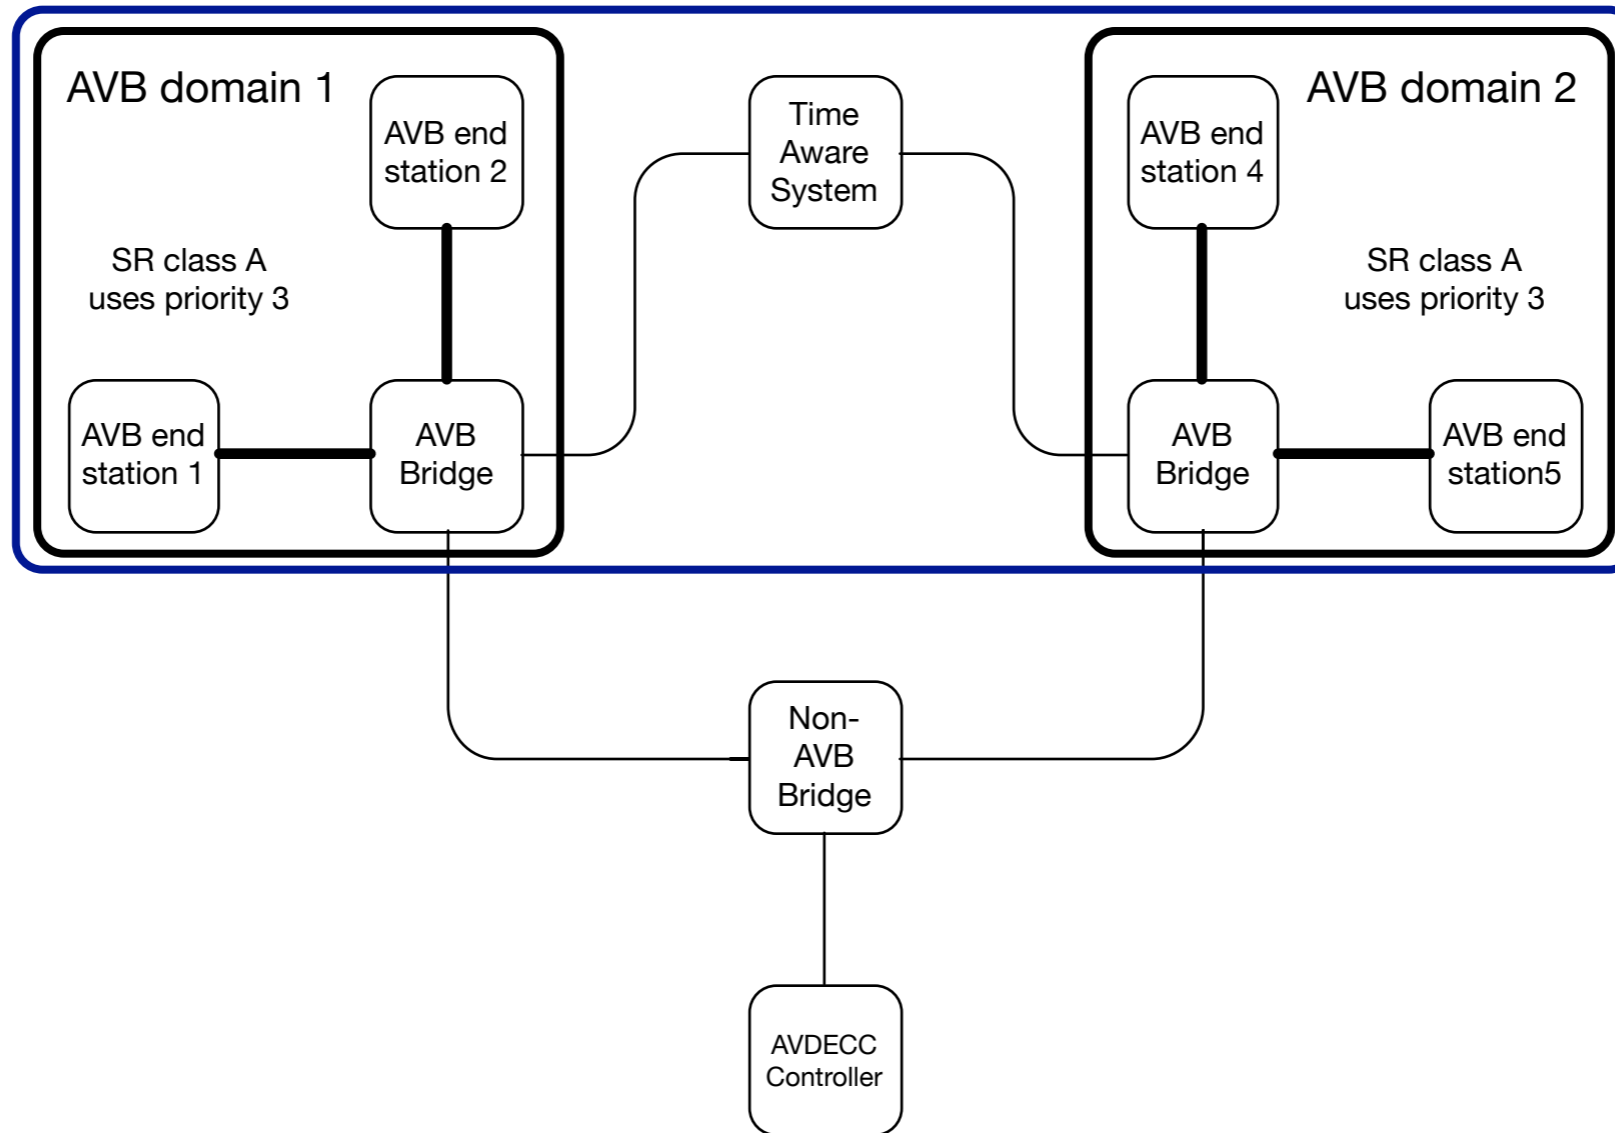 AVB domain 1
AVB end
station 2
SR class A
uses priority 3
AVB end
station 1
AVB
Bridge
Time
Aware
System
AVB domain 2
AVB end
station 4
SR class A
uses priority 3
AVB
Bridge
AVB end
station5
Non-
AVB
Bridge
AVDECC
Controller